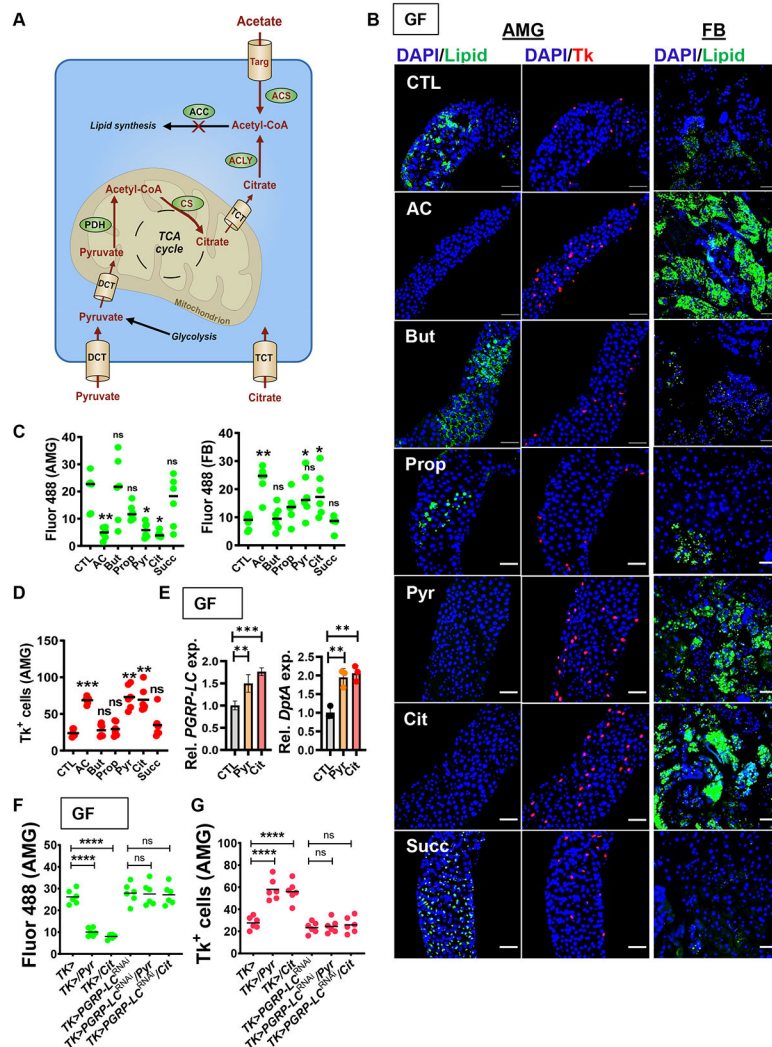 A
Acetate
Targ
ACS
ACC
Lipid synthesis
Acetyl-CoA
ACLY
Acetyl-CoA
Citrate
CS
TCT
PDH
TCA
cycle
Citrate
Pyruvate
DCT
Mitochondrion
Pyruvate
Glycolysis
DCT
TCT
Pyruvate
Citrate
B
GF
AMG
FB
DAPI/Lipid
DAPI/Tk
DAPI/Lipid
CTL
AC
But
Prop
Pyr
Cit
Succ
C
Fluor 488 (AMG)
40
30
20
10
0
ns
**
ns
*
*
ns
CTL
AC
But
Prop
Pyr
Cit
Succ
Fluor 488 (FB)
40
30
20
10
0
**
ns
ns
*
*
ns
CTL
Ac
But
Prop
Pyr
Cit
Succ
D
Tk+ cells (AMG)
150
100
50
0
***
ns
ns
**
**
ns
CTL
AC
But
Prop
Pyr
Cit
Succ
E
GF
Rel. PGRP-LC exp.
2.0
1.5
1.0
0.5
0.0
***
**
CTL
Pyr
Cit
Rel. DptA exp.
2.5
2.0
1.5
1.0
0.5
0.0
**
**
CTL
Pyr
Cit
F
GF
Fluor 488 (AMG)
40
30
20
10
0
****
****
ns
ns
TK>
TK>/Pyr
TK>/Cit
TK>PGRP-LCRNAi
TK>PGRP-LCRNAi/Pyr
TK>PGRP-LCRNAi/Cit
G
Tk+ cells (AMG)
100
80
60
40
20
0
****
****
ns
ns
TK>
TK>/Pyr
TK>/Cit
TK>PGRP-LCRNAi
TK>PGRP-LCRNAi/Pyr
TK>PGRP-LCRNAi/Cit